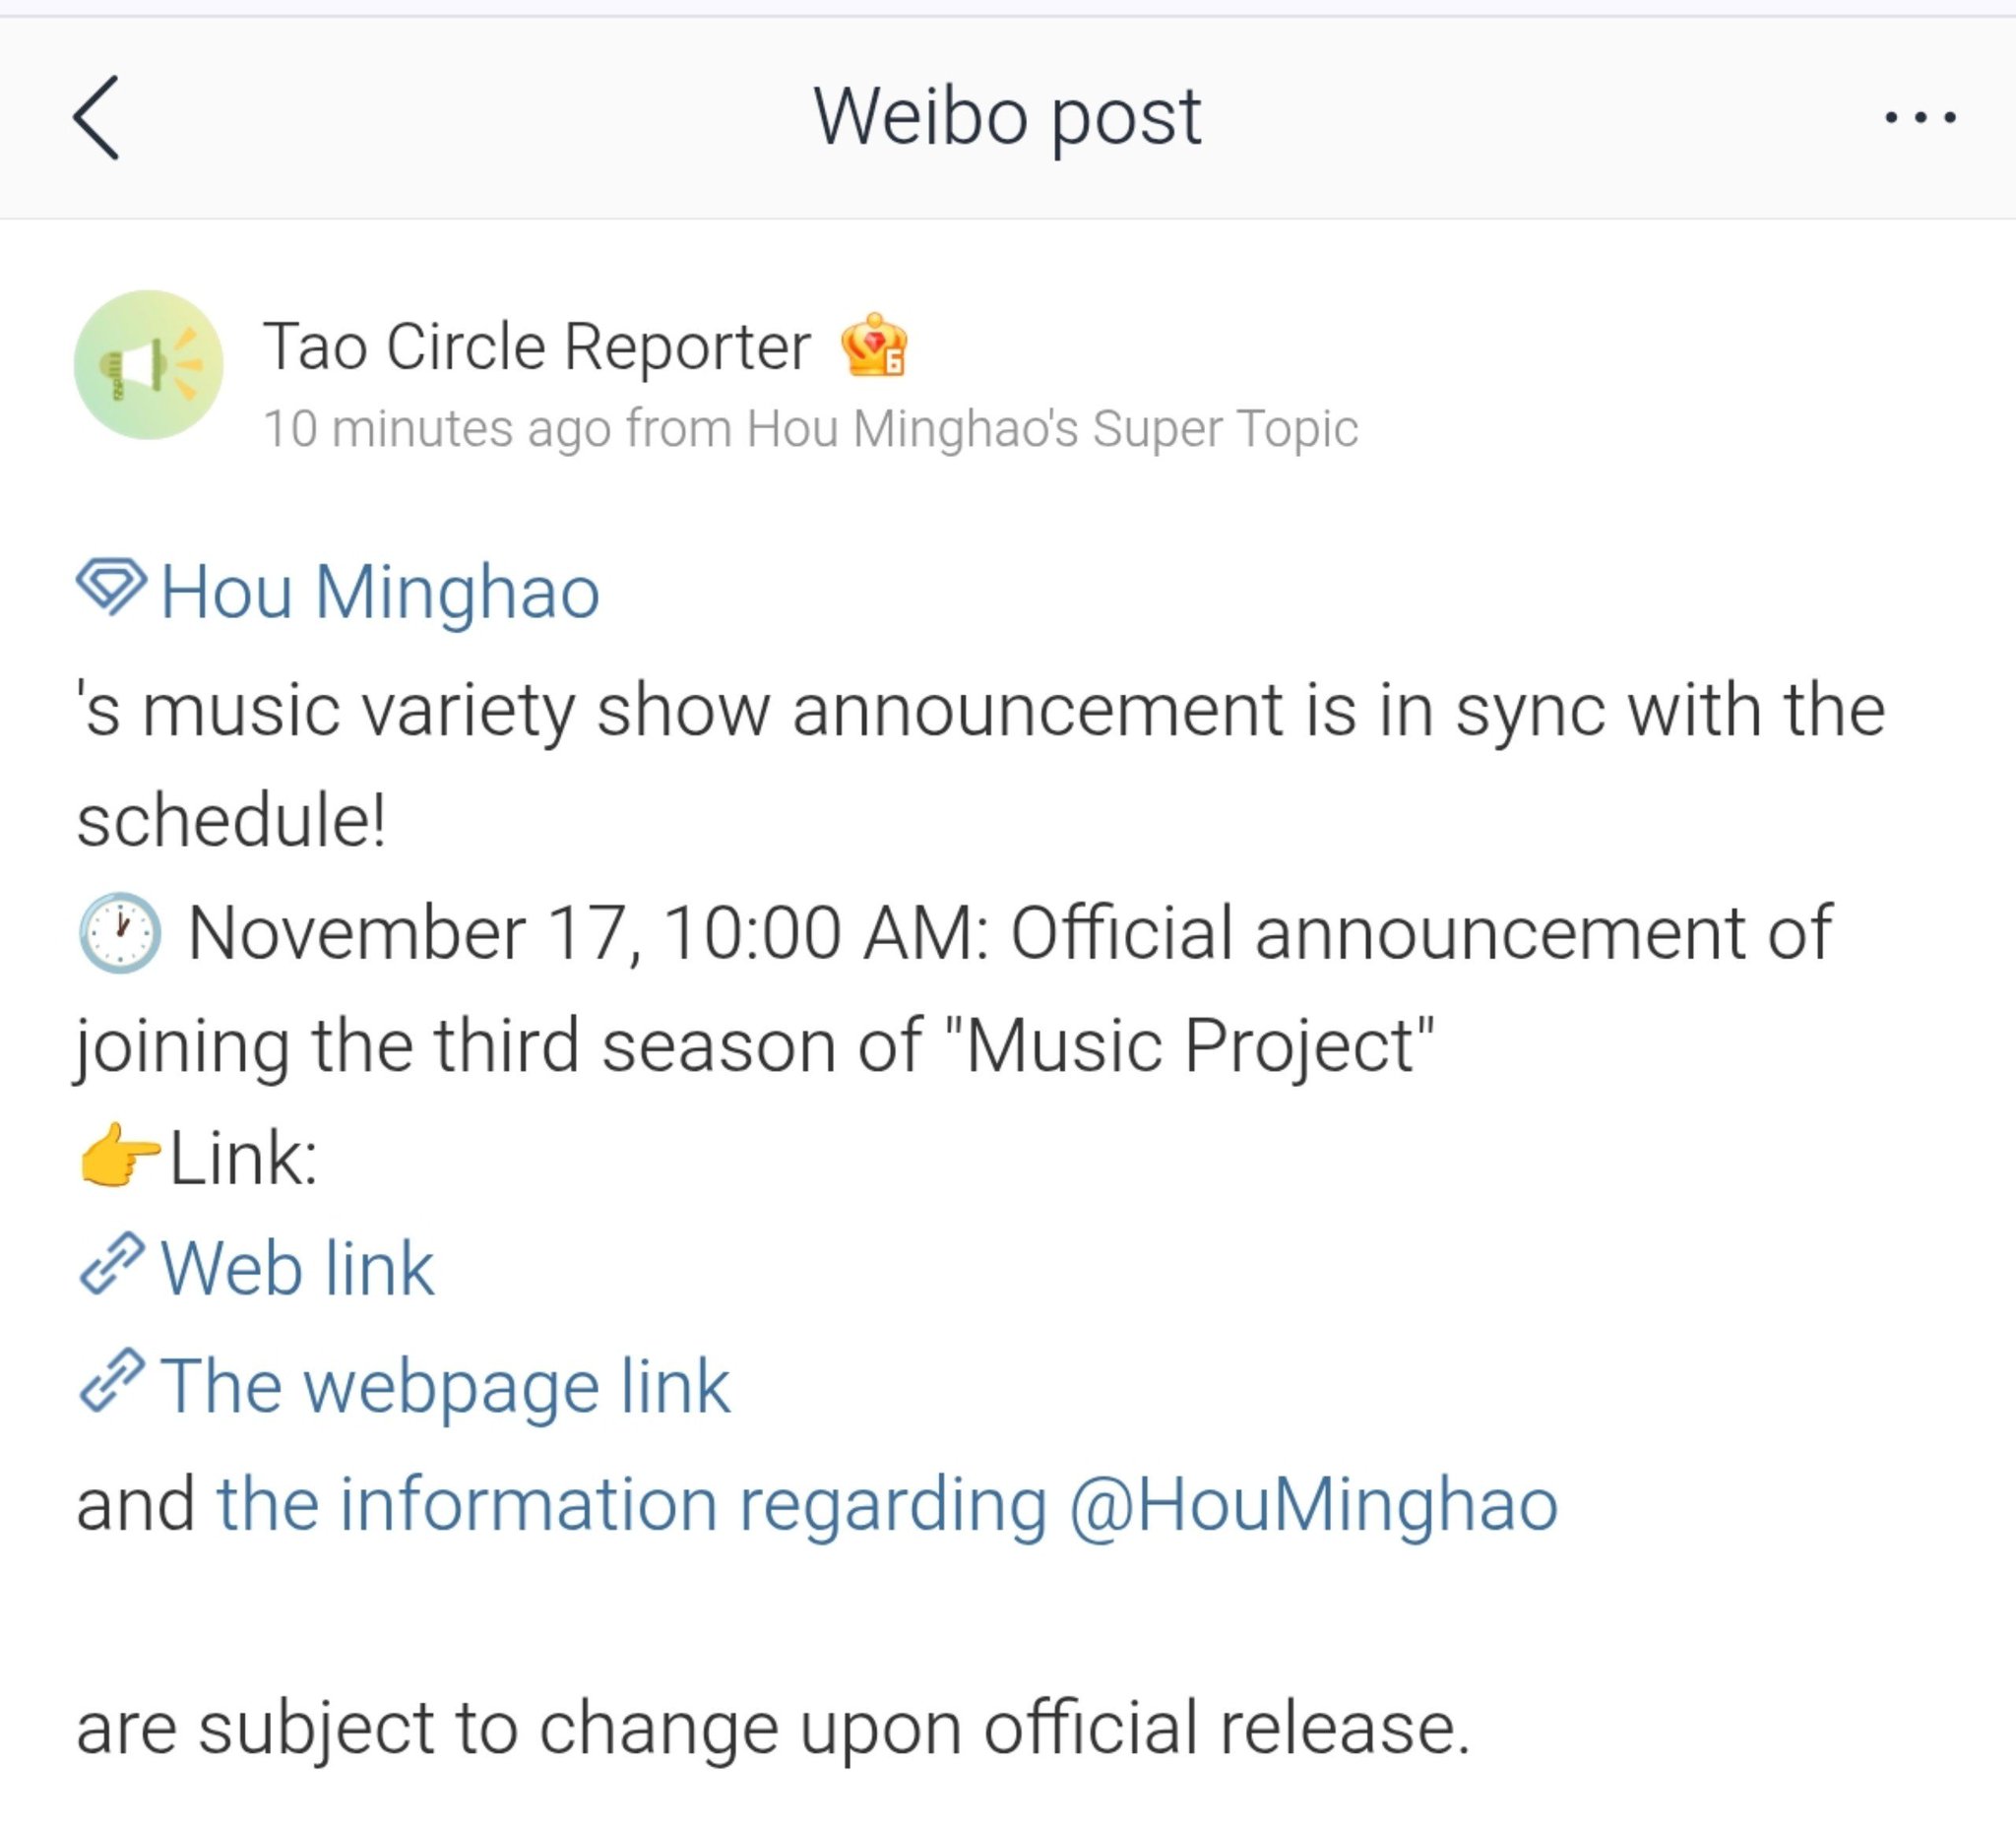 Weibo post
Tao Circle Reporter
6
10 minutes ago from Hou Minghao's Super Topic
Hou Minghao
's music variety show announcement is in sync with the
schedule!
🕐 November 17, 10:00 AM: Official announcement of
joining the third season of "Music Project"
👉Link:
Web link
The webpage link
and the information regarding @HouMinghao
are subject to change upon official release.